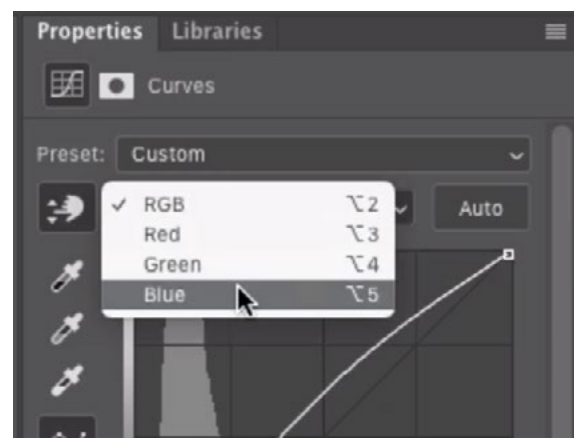 Properties Libraries
Curves
Preset: Custom
✓ RGB ⌥2
Auto
Red ⌥3
Green ⌥4
Blue ⌥5